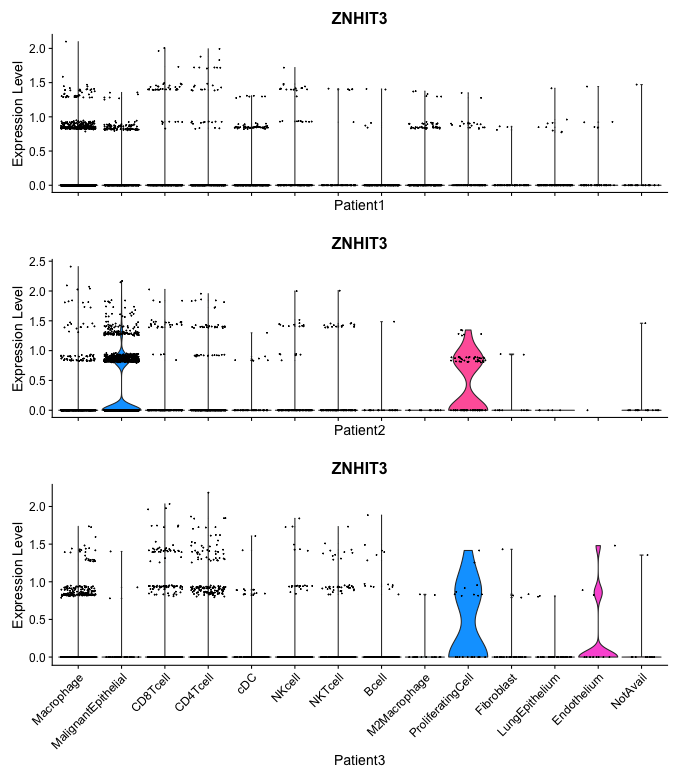 ZNHIT3
Expression Level
2.0
1.5
1.0
0.5
0.0
Patient1
ZNHIT3
Expression Level
2.5
2.0
1.5
1.0
0.5
0.0
Patient2
ZNHIT3
Expression Level
2.0
1.5
1.0
0.5
0.0
Macrophage
MalignantEpithelial
CD8Tcell
CD4Tcell
cDC
NKcell
NKTcell
Bcell
M2Macrophage
ProliferatingCell
Fibroblast
LungEpithelium
Endothelium
NotAvail
Patient3